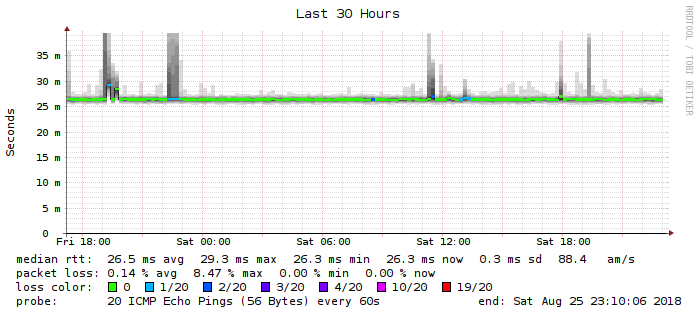 Last 30 Hours
RRDTOOL / TOBI OETIKER
Seconds
35 m
30 m
25 m
20 m
15 m
10 m
5 m
0
Fri 18:00 Sat 00:00 Sat 06:00 Sat 12:00 Sat 18:00
median rtt: 26.5 ms avg 29.3 ms max 26.3 ms min 26.3 ms now 0.3 ms sd 88.4 am/s
packet loss: 0.14 % avg 8.47 % max 0.00 % min 0.00 % now
loss color: 0 1/20 2/20 3/20 4/20 10/20 19/20
probe: 20 ICMP Echo Pings (56 Bytes) every 60s end: Sat Aug 25 23:10:06 2018